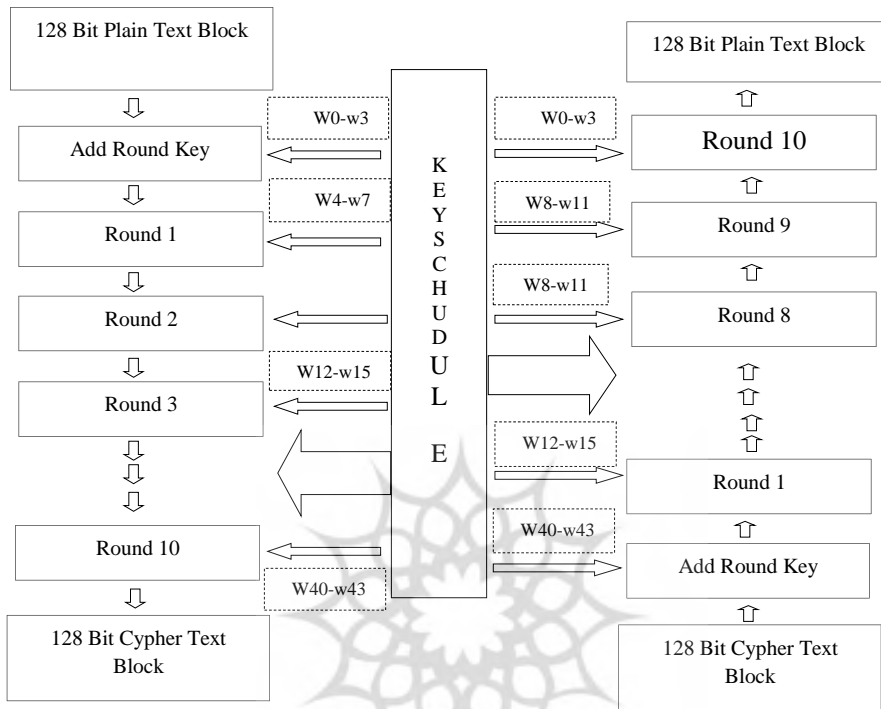 128 Bit Plain Text Block
Add Round Key
Round 1
Round 2
Round 3
Round 10
128 Bit Cypher Text
Block
W0-w3
W4-w7
W12-w15
W40-w43
K
E
Y
S
C
H
U
D
U
L
E
W0-w3
W8-w11
W8-w11
W12-w15
W40-w43
128 Bit Plain Text Block
Round 10
Round 9
Round 8
Round 1
Add Round Key
128 Bit Cypher Text
Block